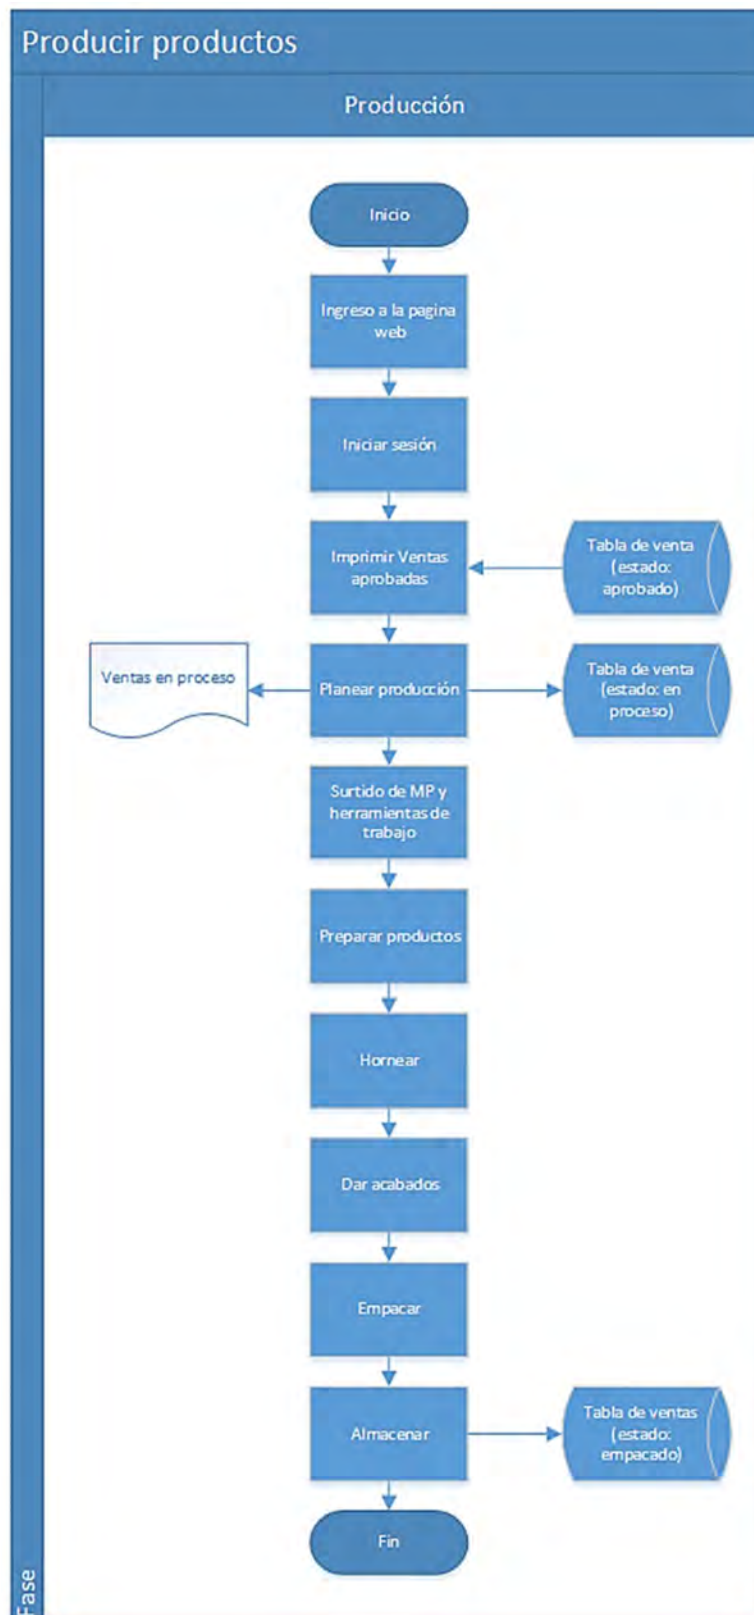 Producir productos
Producción
Inicio
Ingreso a la pagina
web
Iniciar sesión
Imprimir Ventas
aprobadas
Tabla de venta
(estado:
aprobado)
Ventas en proceso
Planear producción
Tabla de venta
(estado: en
proceso)
Surtido de MP y
herramientas de
trabajo
Preparar productos
Hornear
Dar acabados
Empacar
Almacenar
Tabla de ventas
(estado:
empacado)
Fin
Fase